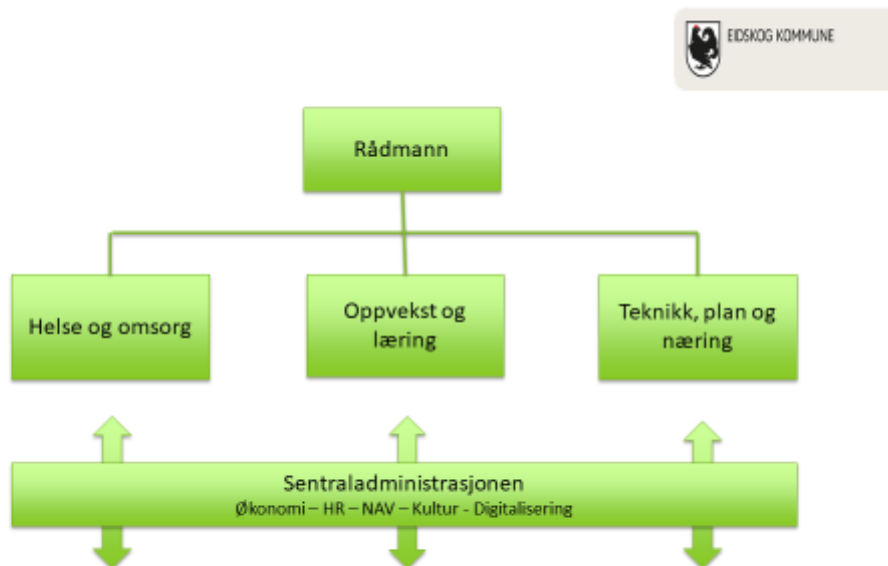 EIDSKOG KOMMUNE
Rådmann
Helse og omsorg
Oppvekst og
læring
Teknikk, plan og
næring
Sentraladministrasjonen
Økonomi – HR – NAV – Kultur - Digitalisering